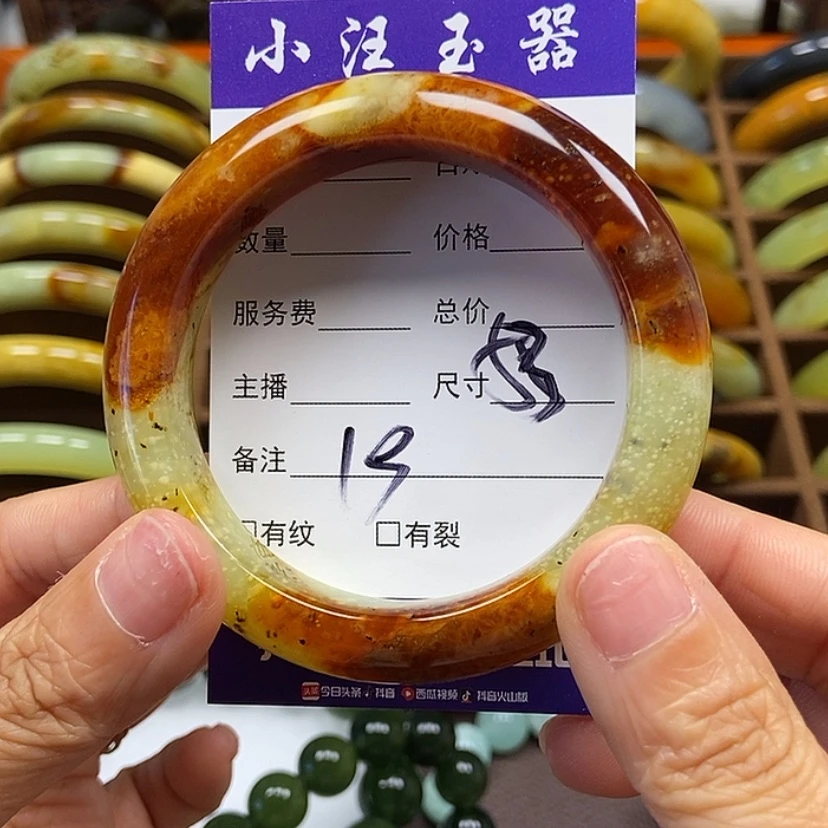 小汪玉器
数量 价格
服务费 总价
主播 尺寸 53
备注 19
□有纹 □有裂
头条 今日头条 抖音 西瓜视频 抖音火山版